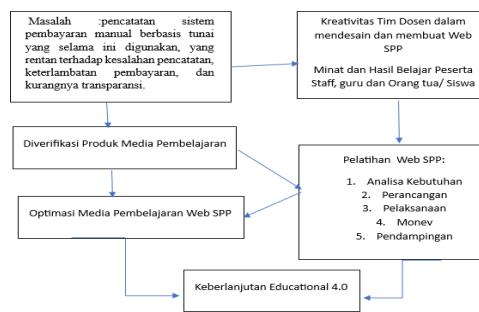 Masalah :pencatatan sistem
pembayaran manual berbasis tunai
yang selama ini digunakan, yang
rentan terhadap kesalahan pencatatan,
keterlambatan pembayaran, dan
kurangnya transparansi.
Kreativitas Tim Dosen dalam
mendesain dan membuat Web
SPP
Minat dan Hasil Belajar Peserta
Staff, guru dan Orang tua/ Siswa
Diverifikasi Produk Media Pembelajaran
Pelatihan Web SPP:
1. Analisa Kebutuhan
2. Perancangan
3. Pelaksanaan
4. Monev
5. Pendampingan
Optimasi Media Pembelajaran Web SPP
Keberlanjutan Educational 4.0